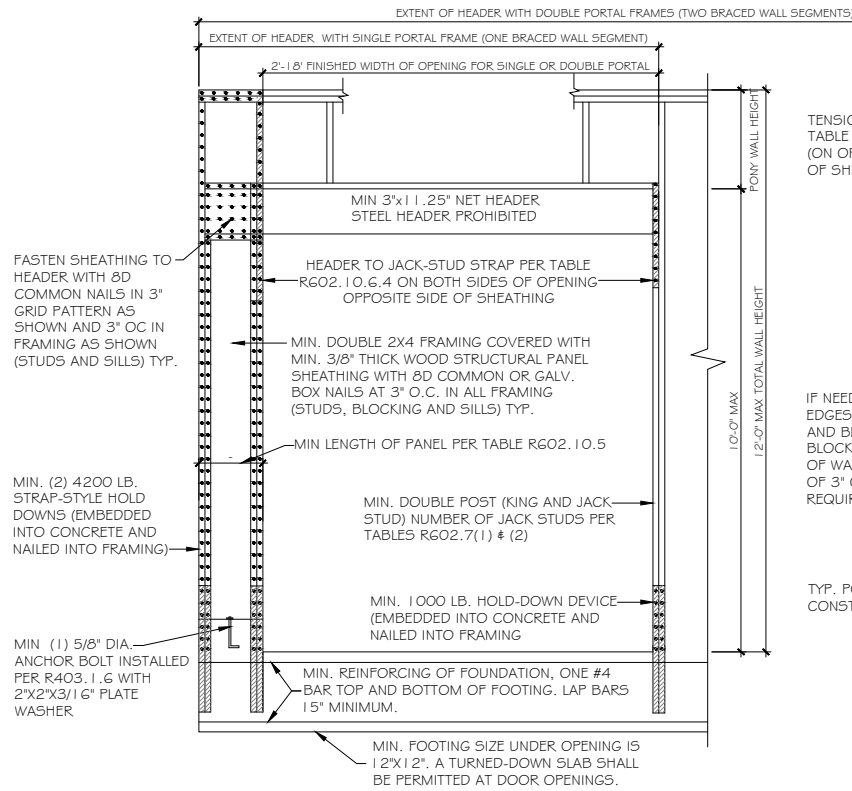 EXTENT OF HEADER WITH DOUBLE PORTAL FRAMES (TWO BRACED WALL SEGMENTS)
EXTENT OF HEADER WITH SINGLE PORTAL FRAME (ONE BRACED WALL SEGMENT)
2'-18' FINISHED WIDTH OF OPENING FOR SINGLE OR DOUBLE PORTAL
PONY WALL HEIGHT
TENSIO
TABLE
(ON OP
OF SHE
MIN 3"x11.25" NET HEADER
STEEL HEADER PROHIBITED
FASTEN SHEATHING TO
HEADER WITH 8D
COMMON NAILS IN 3"
GRID PATTERN AS
SHOWN AND 3" OC IN
FRAMING AS SHOWN
(STUDS AND SILLS) TYP.
HEADER TO JACK-STUD STRAP PER TABLE
R602.10.6.4 ON BOTH SIDES OF OPENING
OPPOSITE SIDE OF SHEATHING
MIN. DOUBLE 2X4 FRAMING COVERED WITH
MIN. 3/8" THICK WOOD STRUCTURAL PANEL
SHEATHING WITH 8D COMMON OR GALV.
BOX NAILS AT 3" O.C. IN ALL FRAMING
(STUDS, BLOCKING AND SILLS) TYP.
10'-0" MAX
12'-0" MAX TOTAL WALL HEIGHT
IF NEED
EDGES
AND BE
BLOCK
OF WA
OF 3" O
REQUIR
MIN LENGTH OF PANEL PER TABLE R602.10.5
MIN. (2) 4200 LB.
STRAP-STYLE HOLD
DOWNS (EMBEDDED
INTO CONCRETE AND
NAILED INTO FRAMING)
MIN. DOUBLE POST (KING AND JACK
STUD) NUMBER OF JACK STUDS PER
TABLES R602.7(1) & (2)
TYP. PO
CONST
MIN. 1000 LB. HOLD-DOWN DEVICE
(EMBEDDED INTO CONCRETE AND
NAILED INTO FRAMING
MIN (1) 5/8" DIA.
ANCHOR BOLT INSTALLED
PER R403.1.6 WITH
2"X2"X3/16" PLATE
WASHER
MIN. REINFORCING OF FOUNDATION, ONE #4
BAR TOP AND BOTTOM OF FOOTING. LAP BARS
15" MINIMUM.
MIN. FOOTING SIZE UNDER OPENING IS
12"X12". A TURNED-DOWN SLAB SHALL
BE PERMITTED AT DOOR OPENINGS.